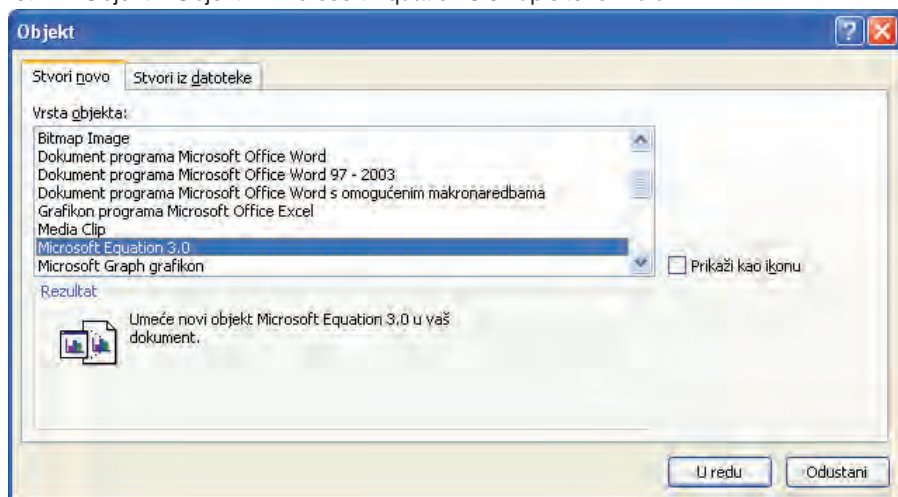 Objekt
Stvori novo Stvori iz datoteke
Vrsta objekta:
Bitmap Image
Dokument programa Microsoft Office Word
Dokument programa Microsoft Office Word 97 - 2003
Dokument programa Microsoft Office Word s omogućenim makronaredbama
Grafikon programa Microsoft Office Excel
Media Clip
Microsoft Equation 3.0
Microsoft Graph grafikon
Prikaži kao ikonu
Rezultat
Umeće novi objekt Microsoft Equation 3.0 u vaš
dokument.
U redu Odustani